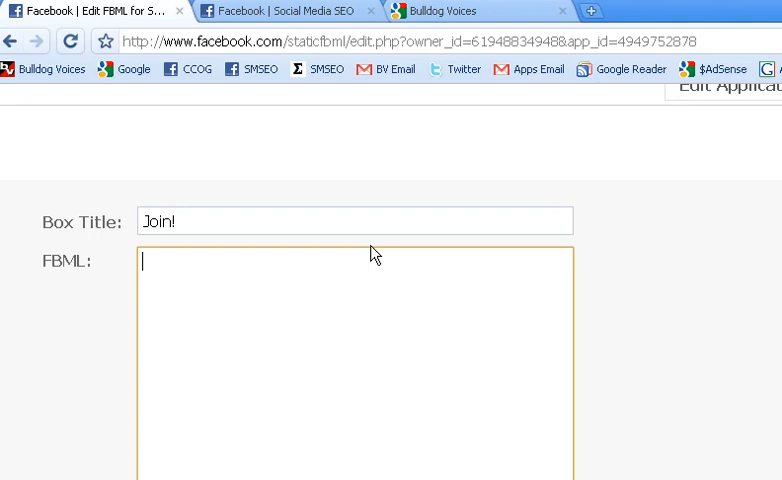 Facebook | Edit FBML for S...
Facebook | Social Media SEO
Bulldog Voices
http://www.facebook.com/staticfbml/edit.php?owner_id=61948834948&app_id=4949752878
bv Bulldog Voices Google CCOG SMSEO Σ SMSEO BV Email Twitter Apps Email Google Reader $AdSense G
Edit Applicat
Box Title: Join!
FBML: